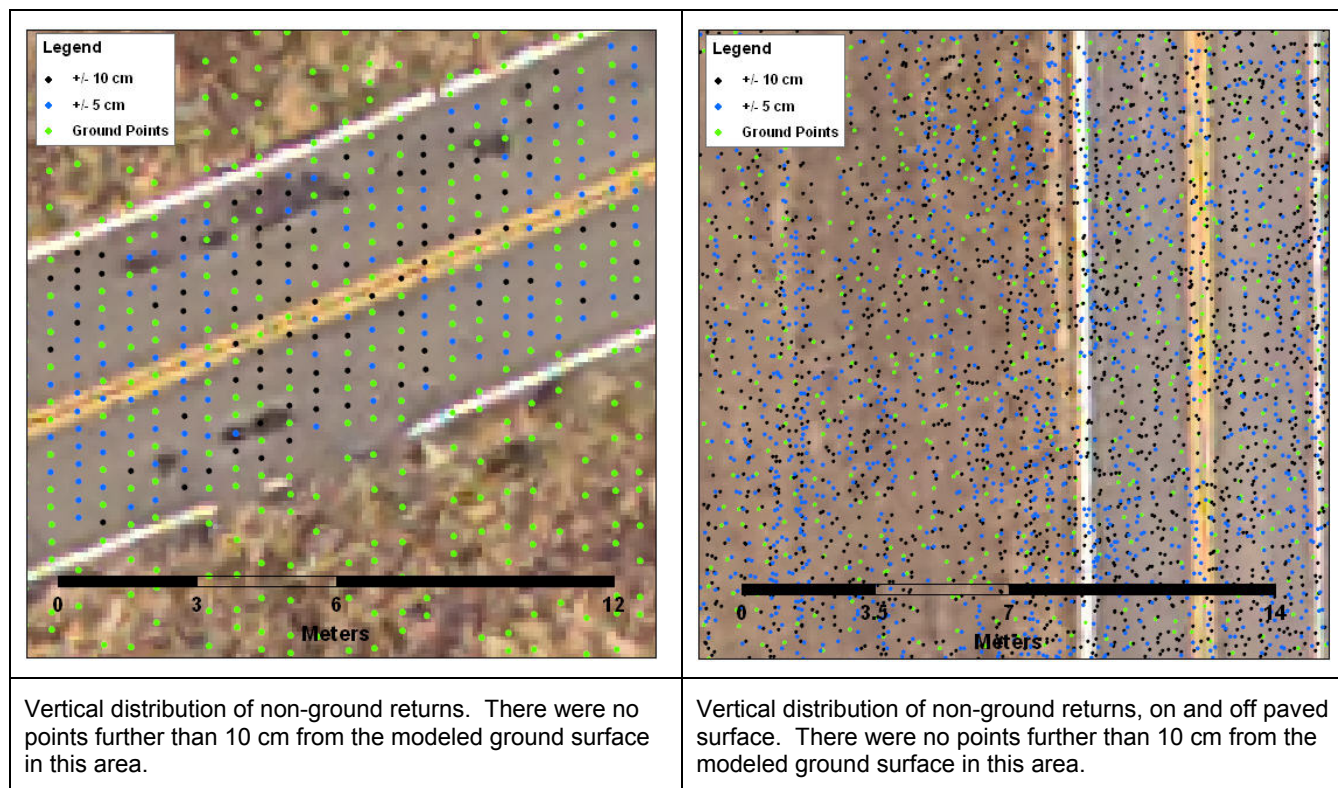 Legend
+/- 10 cm
+/- 5 cm
Ground Points
0
3
6
12
Meters
Legend
+/- 10 cm
+/- 5 cm
Ground Points
0
3.5
7
14
Meters
Vertical distribution of non-ground returns. There were no
points further than 10 cm from the modeled ground surface
in this area.
Vertical distribution of non-ground returns, on and off paved
surface. There were no points further than 10 cm from the
modeled ground surface in this area.